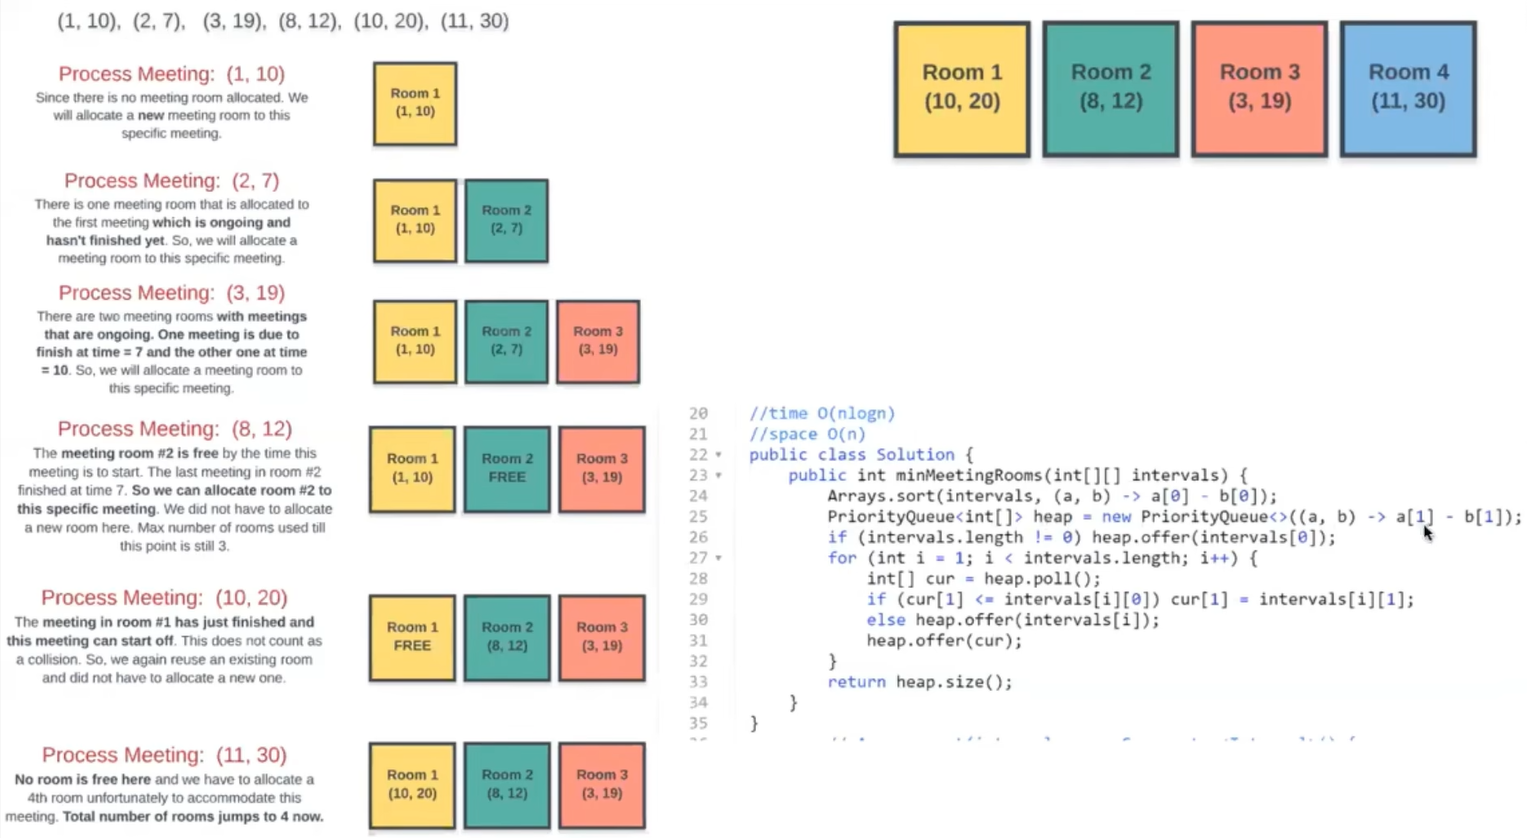 (1, 10), (2, 7), (3, 19), (8, 12), (10, 20), (11, 30)
Process Meeting: (1, 10)
Since there is no meeting room allocated. We
will allocate a new meeting room to this
specific meeting.
Room 1
(1, 10)
Process Meeting: (2, 7)
There is one meeting room that is allocated to
the first meeting which is ongoing and
hasn't finished yet. So, we will allocate a
meeting room to this specific meeting.
Room 1
(1, 10)
Room 2
(2, 7)
Process Meeting: (3, 19)
There are two meeting rooms with meetings
that are ongoing. One meeting is due to
finish at time = 7 and the other one at time
= 10. So, we will allocate a meeting room to
this specific meeting.
Room 1
(1, 10)
Room 2
(2, 7)
Room 3
(3, 19)
Process Meeting: (8, 12)
The meeting room #2 is free by the time this
meeting is to start. The last meeting in room #2
finished at time 7. So we can allocate room #2 to
this specific meeting. We did not have to allocate
a new room here. Max number of rooms used till
this point is still 3.
Room 1
(1, 10)
Room 2
FREE
Room 3
(3, 19)
Process Meeting: (10, 20)
The meeting in room #1 has just finished and
this meeting can start off. This does not count as
a collision. So, we again reuse an existing room
and did not have to allocate a new one.
Room 1
FREE
Room 2
(8, 12)
Room 3
(3, 19)
Process Meeting: (11, 30)
No room is free here and we have to allocate a
4th room unfortunately to accommodate this
meeting. Total number of rooms jumps to 4 now.
Room 1
(10, 20)
Room 2
(8, 12)
Room 3
(3, 19)
Room 1
(10, 20)
Room 2
(8, 12)
Room 3
(3, 19)
Room 4
(11, 30)
20 //time O(nlogn)
21 //space O(n)
22 public class Solution {
23 public int minMeetingRooms(int[][] intervals) {
24 Arrays.sort(intervals, (a, b) -> a[0] - b[0]);
25 PriorityQueue<int[]> heap = new PriorityQueue<>((a, b) -> a[1] - b[1]);
26 if (intervals.length != 0) heap.offer(intervals[0]);
27 for (int i = 1; i < intervals.length; i++) {
28 int[] cur = heap.poll();
29 if (cur[1] <= intervals[i][0]) cur[1] = intervals[i][1];
30 else heap.offer(intervals[i]);
31 heap.offer(cur);
32 }
33 return heap.size();
34 }
35 }